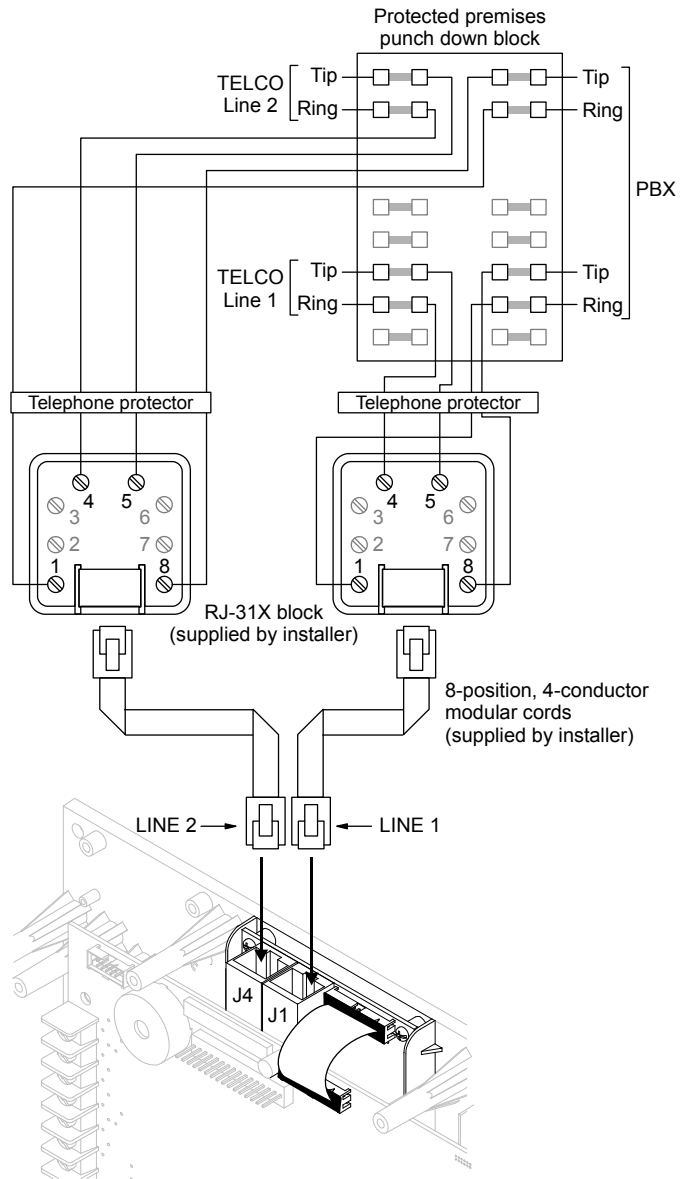 Protected premises
punch down block
TELCO
Line 2
Tip
Ring
Tip
Ring
PBX
TELCO
Line 1
Tip
Ring
Tip
Ring
Telephone protector
Telephone protector
4 5
3 6
2 7
1 8
4 5
3 6
2 7
1 8
RJ-31X block
(supplied by installer)
8-position, 4-conductor
modular cords
(supplied by installer)
LINE 2
LINE 1
J4
J1